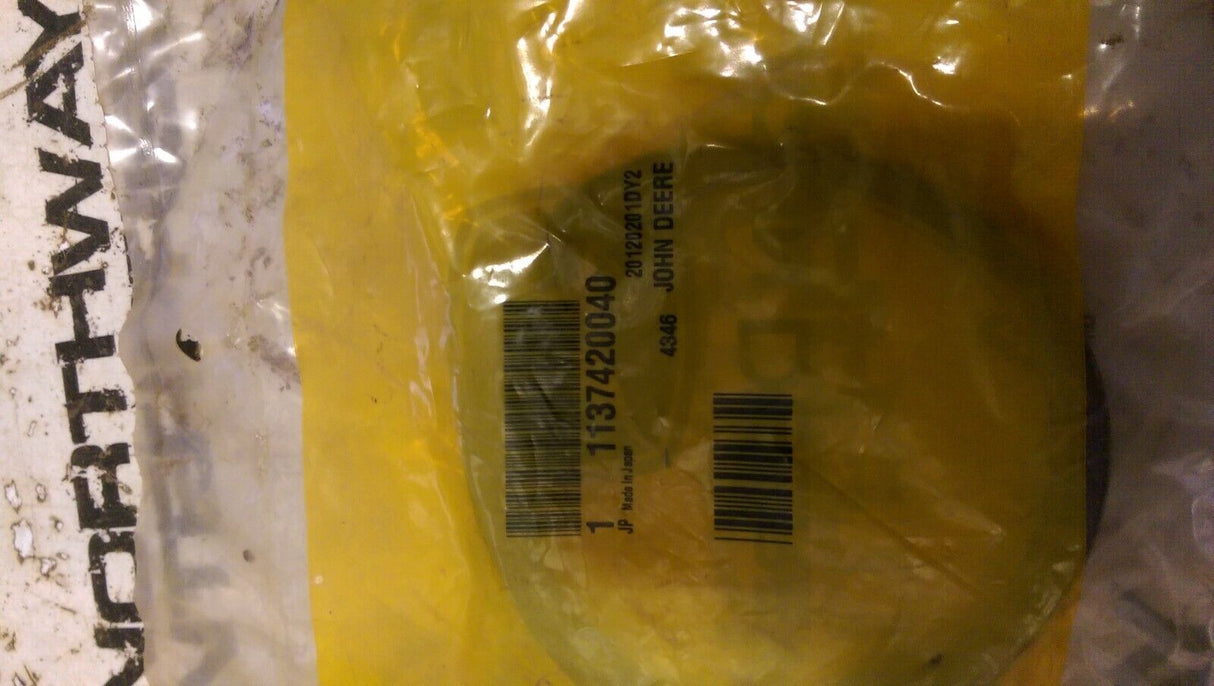 NORTHWAY
1 1137420040
JP Made in Japan 20120201DY2
4346 JOHN DEERE